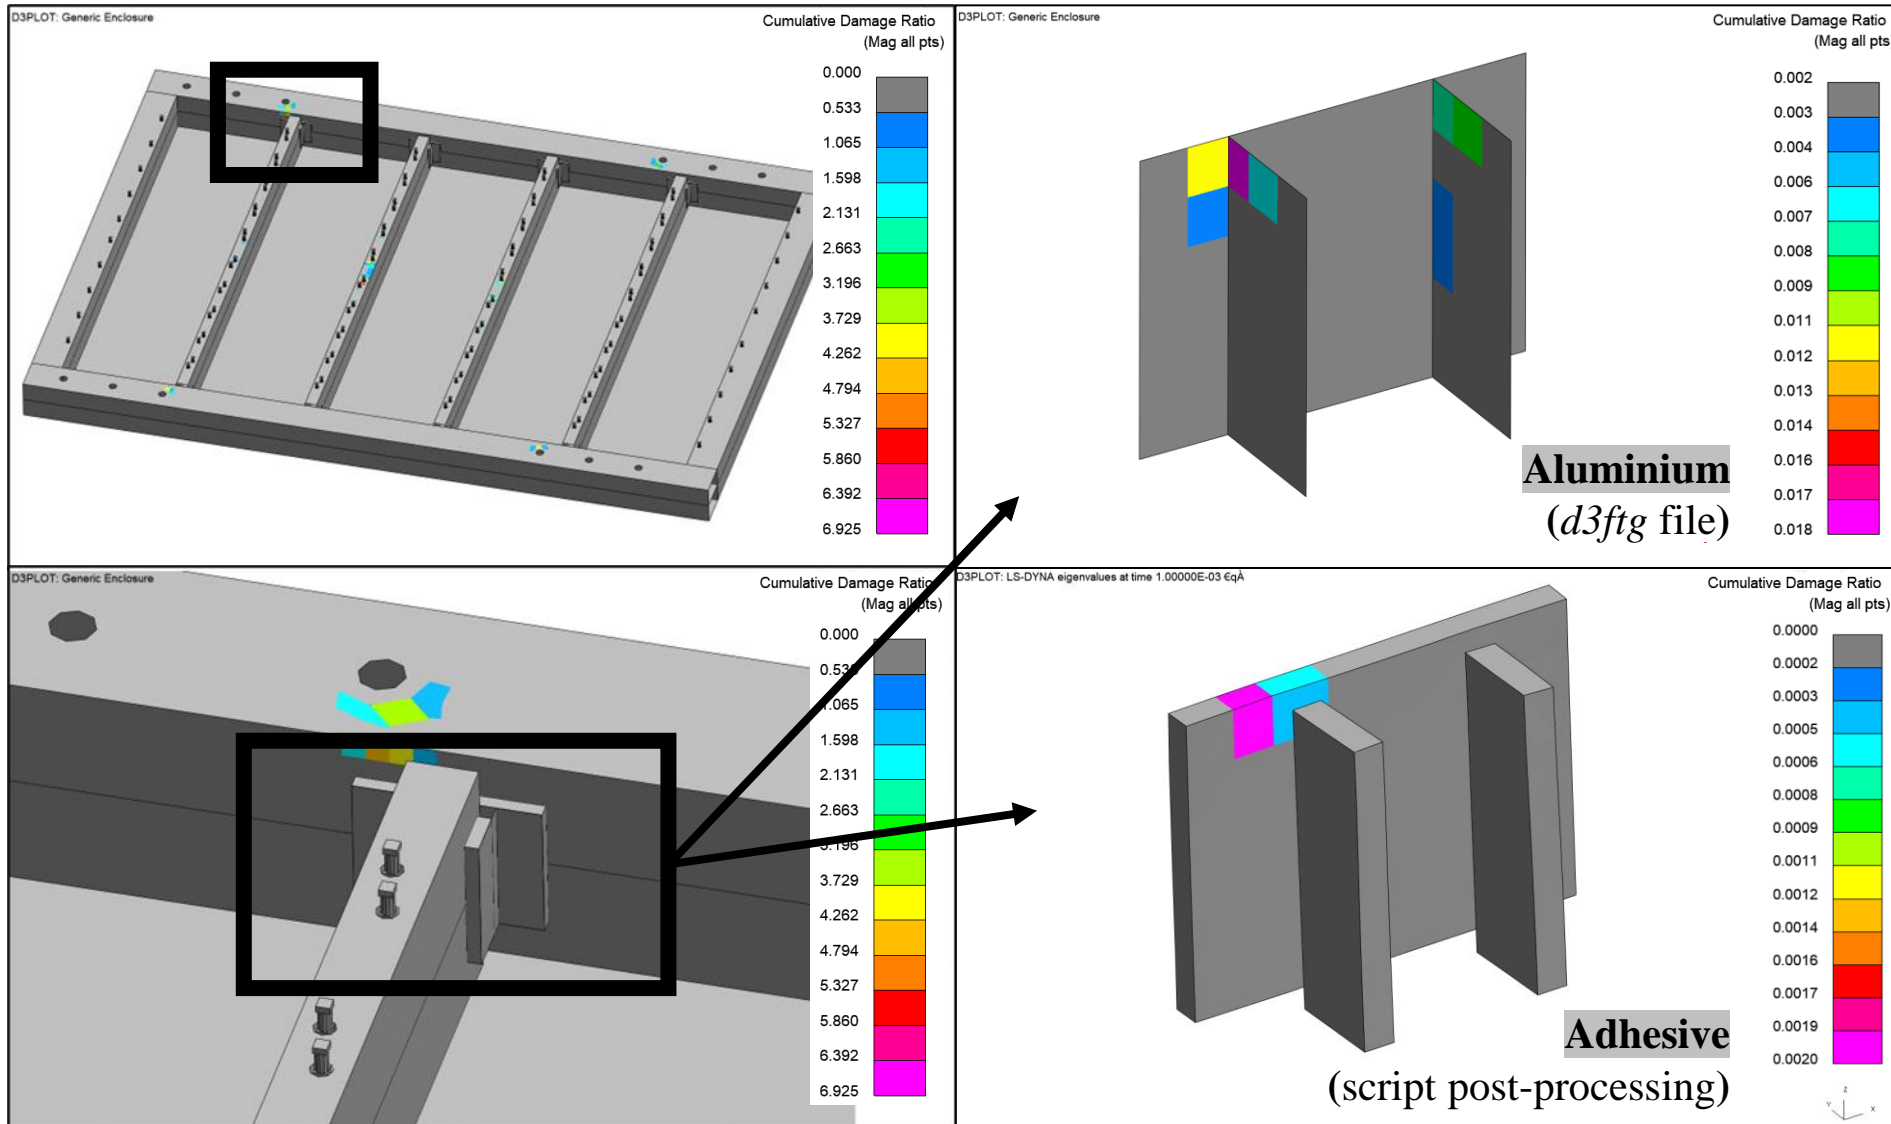 D3PLOT: Generic Enclosure
Cumulative Damage Ratio
(Mag all pts)
0.000
0.533
1.065
1.598
2.131
2.663
3.196
3.729
4.262
4.794
5.327
5.860
6.392
6.925
D3PLOT: Generic Enclosure
Cumulative Damage Ratio
(Mag all pts
0.002
0.003
0.004
0.006
0.007
0.008
0.009
0.011
0.012
0.013
0.014
0.016
0.017
0.018
Aluminium
(d3ftg file)
D3PLOT: Generic Enclosure
Cumulative Damage Ratio
(Mag all pts)
0.000
1.065
1.598
2.131
2.663
3.196
3.729
4.262
4.794
5.327
5.860
6.392
6.925
D3PLOT: LS-DYNA eigenvalues at time 1.00000E-03 €qÀ
Cumulative Damage Ratio
(Mag all pts)
0.0000
0.0002
0.0003
0.0005
0.0006
0.0008
0.0009
0.0011
0.0012
0.0014
0.0016
0.0017
0.0019
0.0020
Adhesive
(script post-processing)
Z
Y
X